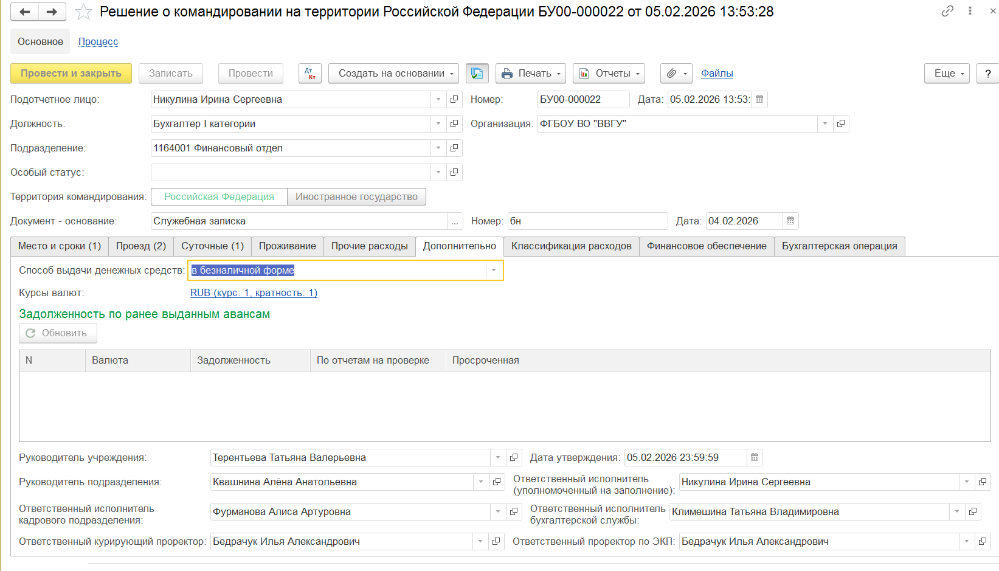 Решение о командировании на территории Российской Федерации БУ00-000022 от 05.02.2026 13:53:28
Основное Процесс
Провести и закрыть Записать Провести Дт Кт Создать на основании Печать Отчеты Файлы Еще ?
Подотчетное лицо: Никулина Ирина Сергеевна Номер: БУ00-000022 Дата: 05.02.2026 13:53:
Должность: Бухгалтер I категории Организация: ФГБОУ ВО "ВВГУ"
Подразделение: 1164001 Финансовый отдел
Особый статус:
Территория командирования: Российская Федерация Иностранное государство
Документ - основание: Служебная записка ... Номер: бн Дата: 04.02.2026
Место и сроки (1) Проезд (2) Суточные (1) Проживание Прочие расходы Дополнительно Классификация расходов Финансовое обеспечение Бухгалтерская операция
Способ выдачи денежных средств: в безналичной форме
Курсы валют: RUB (курс: 1, кратность: 1)
Задолженность по ранее выданным авансам
Обновить
N Валюта Задолженность По отчетам на проверке Просроченная
Руководитель учреждения: Терентьева Татьяна Валерьевна Дата утверждения: 05.02.2026 23:59:59
Руководитель подразделения: Квашнина Алёна Анатольевна Ответственный исполнитель (уполномоченный на заполнение): Никулина Ирина Сергеевна
Ответственный исполнитель кадрового подразделения: Фурманова Алиса Артуровна Ответственный исполнитель бухгалтерской службы: Климешина Татьяна Владимировна
Ответственный курирующий проректор: Бедрачук Илья Александрович Ответственный проректор по ЭКП: Бедрачук Илья Александрович